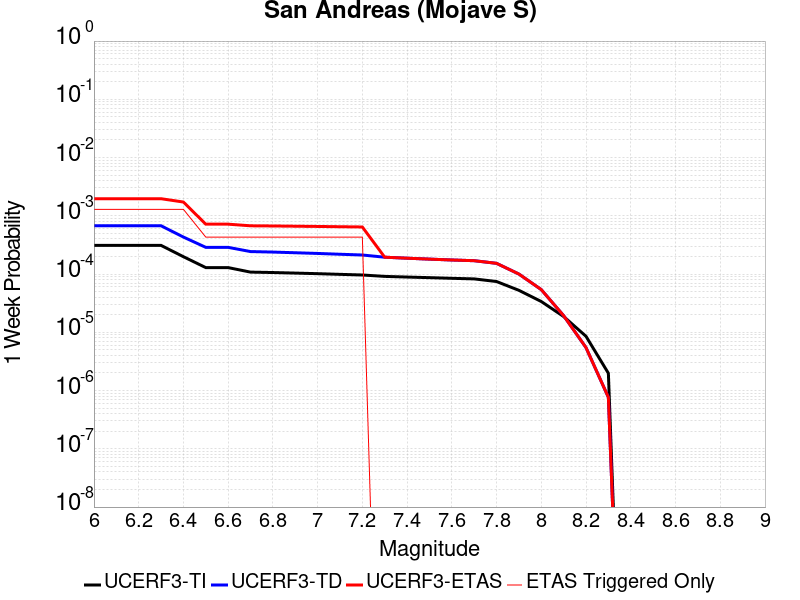 San Andreas (Mojave S)
10^0
10^-1
10^-2
10^-3
10^-4
10^-5
10^-6
10^-7
10^-8
1 Week Probability
6 6.2 6.4 6.6 6.8 7 7.2 7.4 7.6 7.8 8 8.2 8.4 8.6 8.8 9
Magnitude
UCERF3-TI UCERF3-TD UCERF3-ETAS ETAS Triggered Only